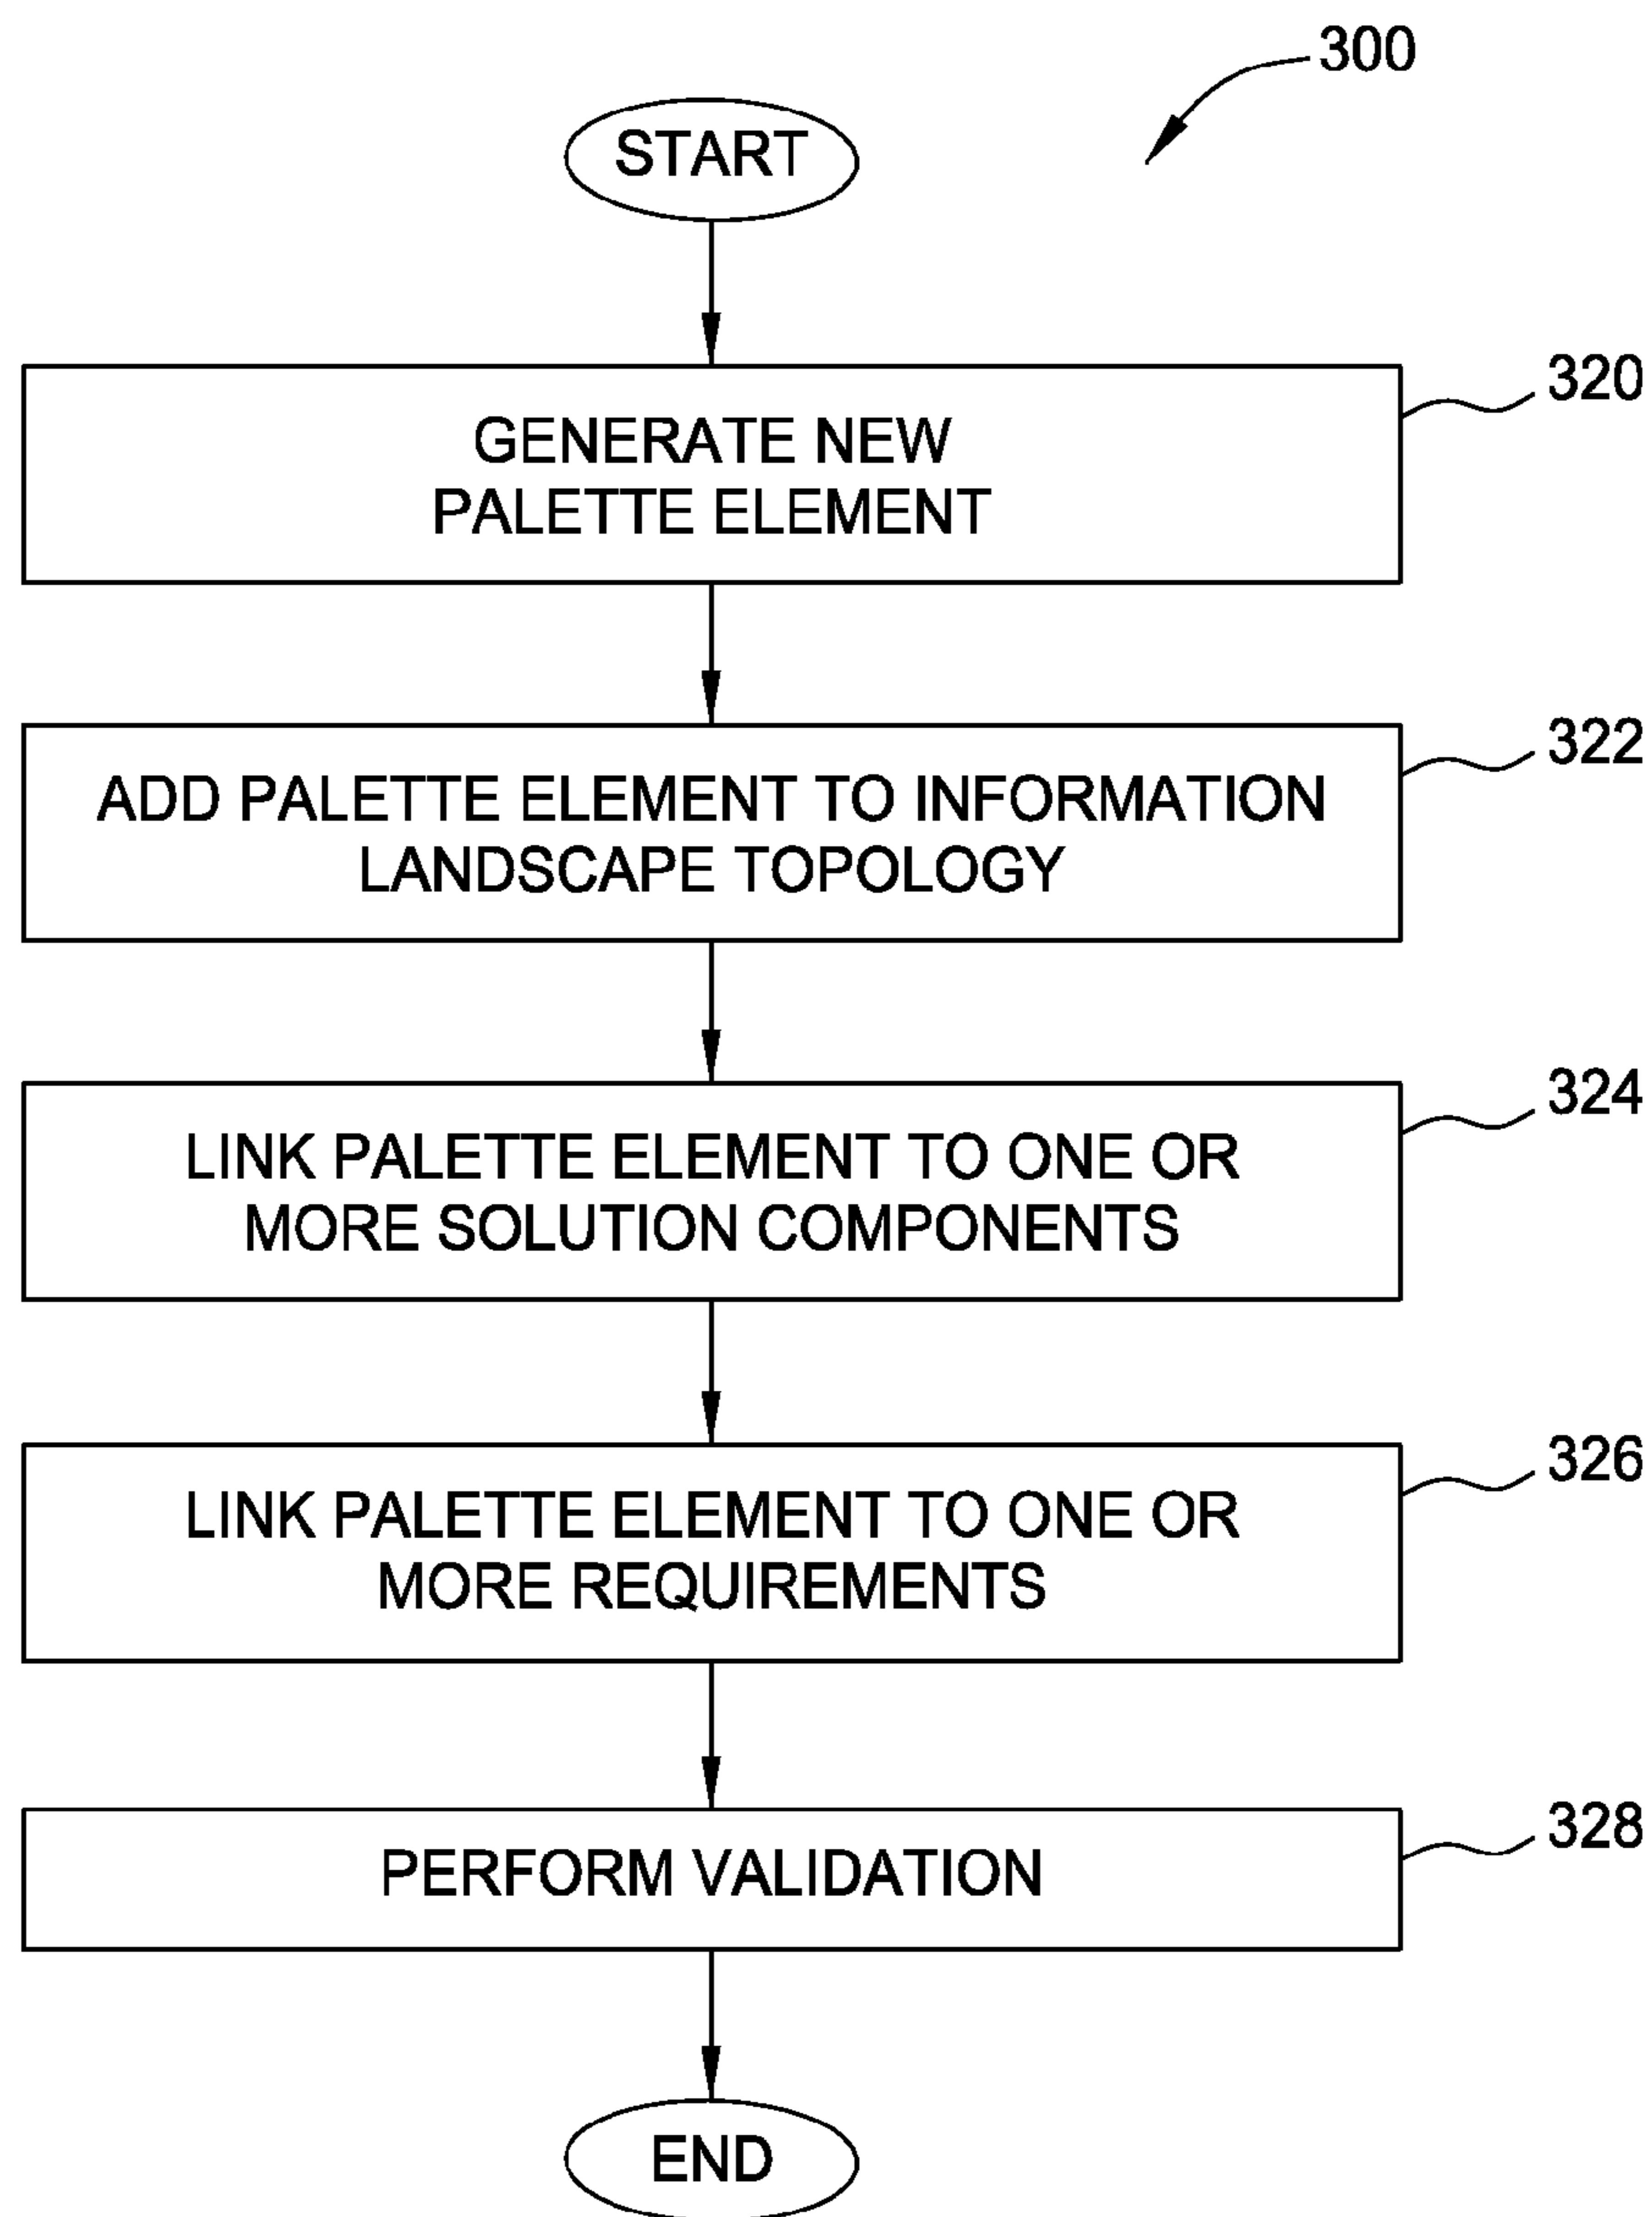 300
START
320
GENERATE NEW
PALETTE ELEMENT
322
ADD PALETTE ELEMENT TO INFORMATION
LANDSCAPE TOPOLOGY
324
LINK PALETTE ELEMENT TO ONE OR
MORE SOLUTION COMPONENTS
326
LINK PALETTE ELEMENT TO ONE OR
MORE REQUIREMENTS
328
PERFORM VALIDATION
END